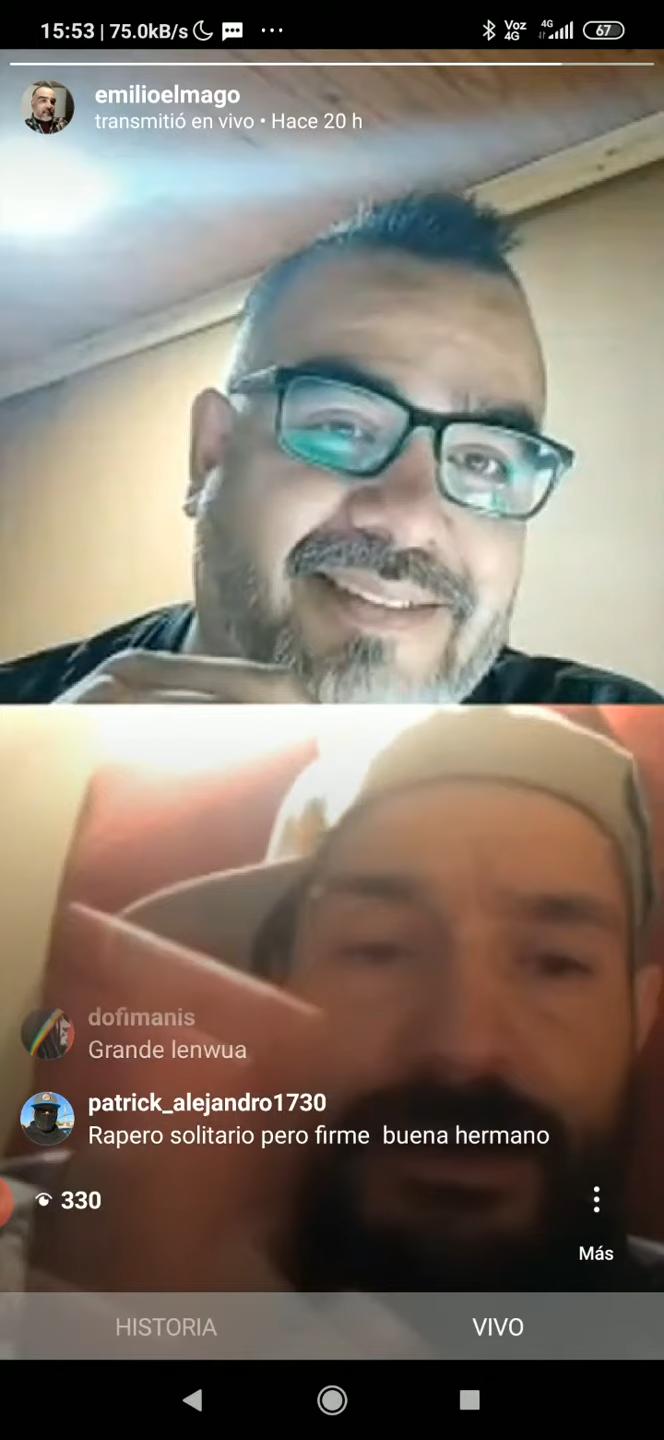 15:53 | 75.0kB/s ...
Voz
4G
4G
67
emilioelmago
transmitió en vivo • Hace 20 h
dofimanis
Grande lenwua
patrick_alejandro1730
Rapero solitario pero firme buena hermano
330
Más
HISTORIA
VIVO